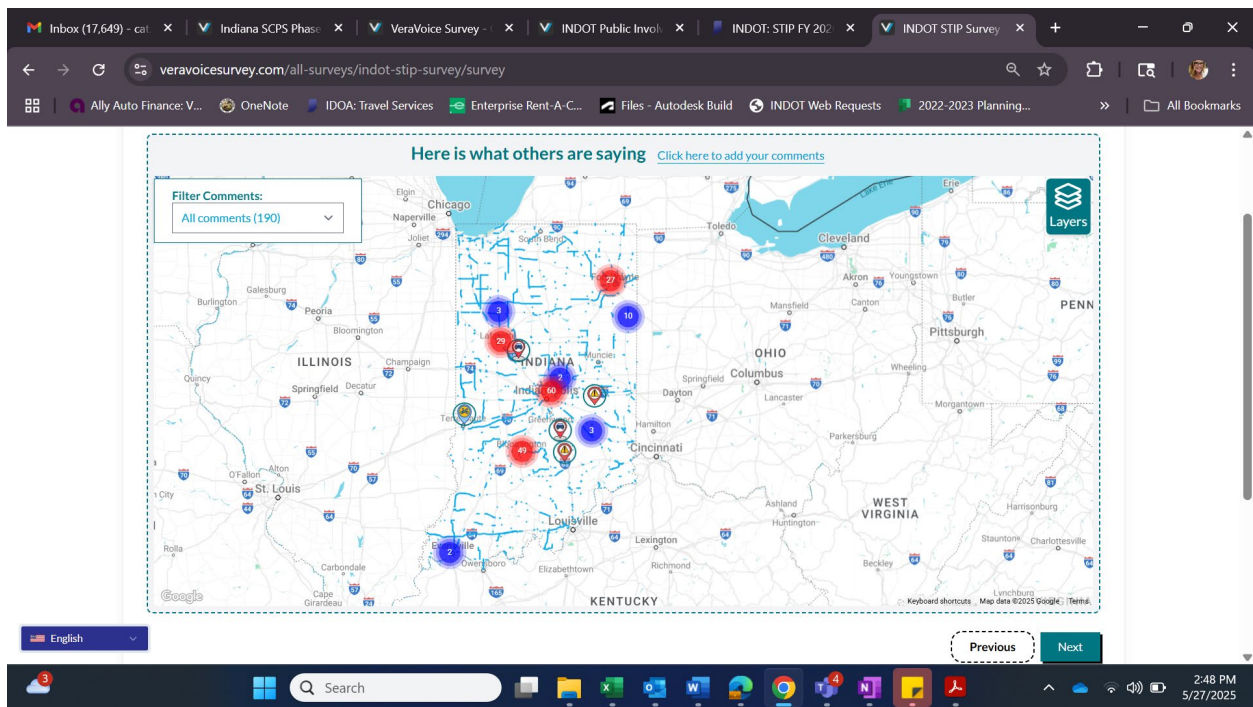 Inbox (17,649) - cat
Indiana SCPS Phase
VeraVoice Survey -
INDOT Public Involv
INDOT: STIP FY 202
INDOT STIP Survey
veravoicesurvey.com/all-surveys/indot-stip-survey/survey
Ally Auto Finance: V...
OneNote
IDOA: Travel Services
Enterprise Rent-A-C...
Files - Autodesk Build
INDOT Web Requests
2022-2023 Planning...
All Bookmarks
Here is what others are saying
Click here to add your comments
Filter Comments:
All comments (190)
Layers
Elgin
Chicago
Naperville
Joliet
South Bend
Toledo
Lake Erie
Erie
Cleveland
Akron
Youngstown
Galesburg
Burlington
Peoria
Bloomington
Mansfield
Canton
Butler
PENN
Pittsburgh
ILLINOIS
Champaign
INDIANA
Muncie
OHIO
Columbus
Wheeling
Quincy
Springfield
Decatur
Springfield
Dayton
Lancaster
Morgantown
Hamilton
Cincinnati
Parkersburg
O'Fallon
Alton
St. Louis
City
Louisville
Lexington
Ashland
Huntington
WEST
VIRGINIA
Harrisonburg
Staunton
Charlottesville
Rolla
Carbondale
Owensboro
Elizabethtown
Richmond
Beckley
Cape
Girardeau
KENTUCKY
Lynchburg
27
3
10
29
2
60
3
49
2
Google
Keyboard shortcuts
Map data ©2025 Google
Terms
English
Previous
Next
3
Search
4
2:48 PM
5/27/2025